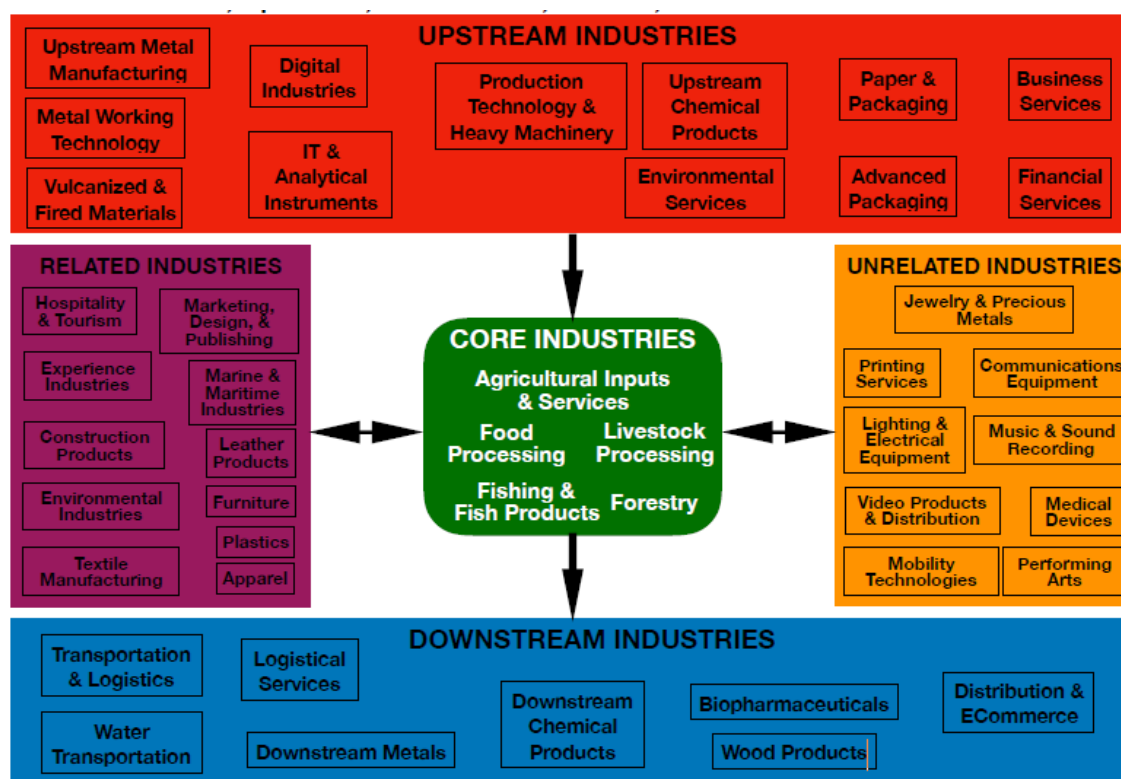 UPSTREAM INDUSTRIES
Upstream Metal
Manufacturing
Digital
Industries
Production
Technology &
Heavy Machinery
Upstream
Chemical
Products
Paper &
Packaging
Business
Services
Metal Working
Technology
IT &
Analytical
Instruments
Vulcanized &
Fired Materials
Environmental
Services
Advanced
Packaging
Financial
Services
RELATED INDUSTRIES
Hospitality
& Tourism
Marketing,
Design, &
Publishing
Experience
Industries
Marine &
Maritime
Industries
Construction
Products
Leather
Products
Environmental
Industries
Furniture
Plastics
Textile
Manufacturing
Apparel
CORE INDUSTRIES
Agricultural Inputs
& Services
Food
Processing
Livestock
Processing
Fishing &
Fish Products
Forestry
UNRELATED INDUSTRIES
Jewelry & Precious
Metals
Printing
Services
Communications
Equipment
Lighting &
Electrical
Equipment
Music & Sound
Recording
Video Products
& Distribution
Medical
Devices
Mobility
Technologies
Performing
Arts
DOWNSTREAM INDUSTRIES
Transportation
& Logistics
Logistical
Services
Downstream
Chemical
Products
Biopharmaceuticals
Distribution &
ECommerce
Water
Transportation
Downstream Metals
Wood Products